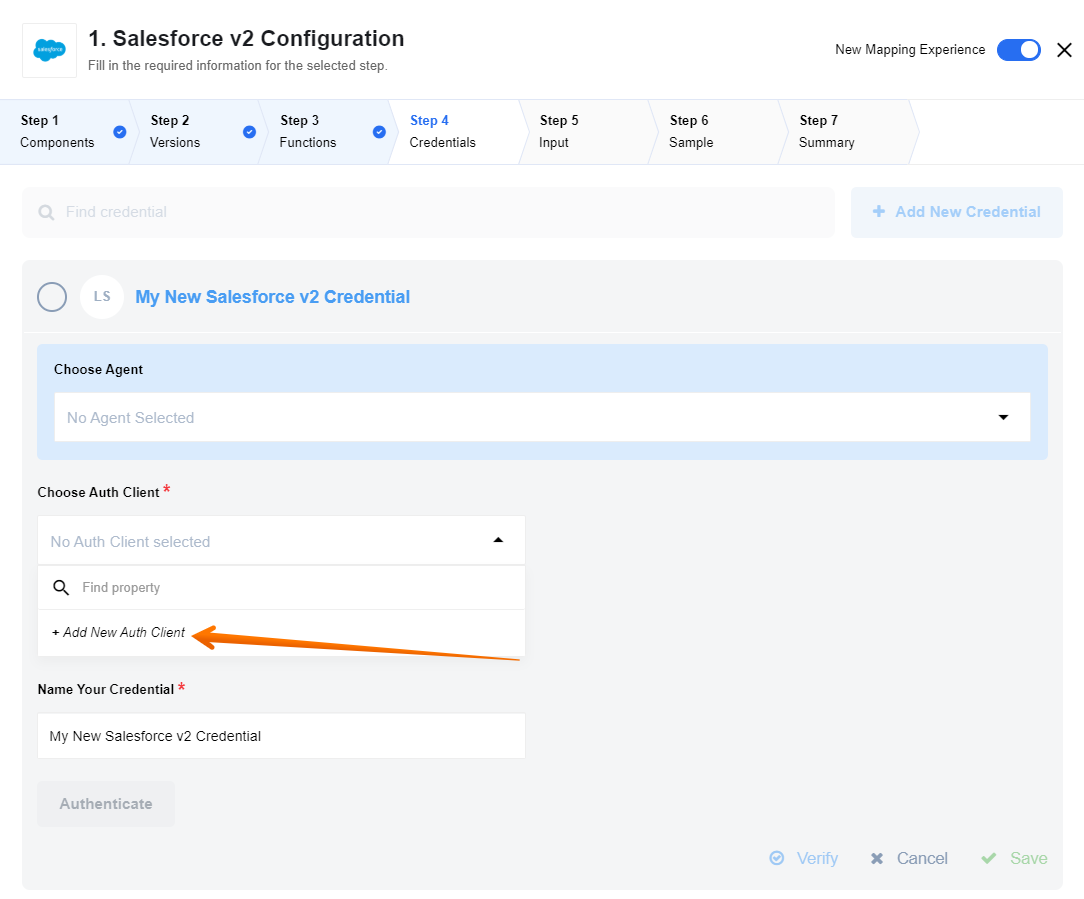 salesforce
1. Salesforce v2 Configuration
Fill in the required information for the selected step.
New Mapping Experience
Step 1
Components
Step 2
Versions
Step 3
Functions
Step 4
Credentials
Step 5
Input
Step 6
Sample
Step 7
Summary
Find credential
+ Add New Credential
LS
My New Salesforce v2 Credential
Choose Agent
No Agent Selected
Choose Auth Client *
No Auth Client selected
Find property
+ Add New Auth Client
Name Your Credential *
My New Salesforce v2 Credential
Authenticate
Verify
Cancel
Save